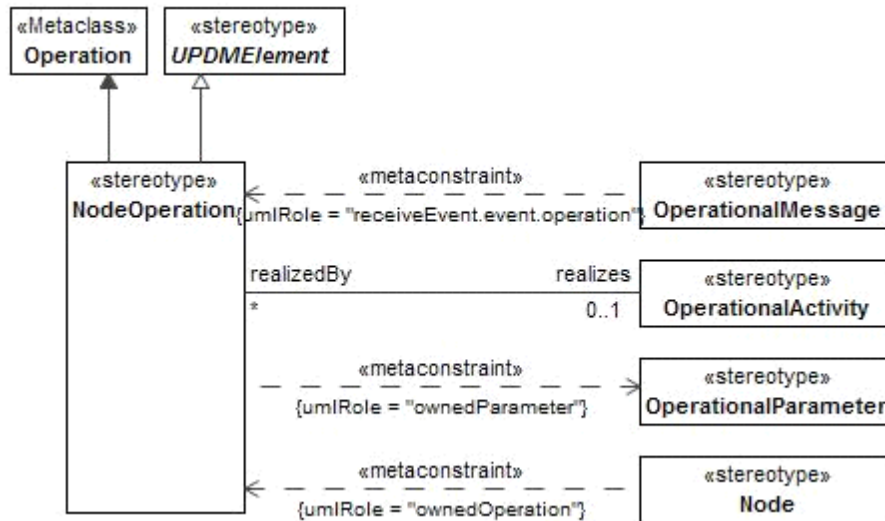 «Metaclass»
Operation
«stereotype»
UPDMElement
«stereotype»
NodeOperation
«metaconstraint»
{umlRole = "receiveEvent.event.operation"}
«stereotype»
OperationalMessage
realizedBy
realizes
*
0..1
«stereotype»
OperationalActivity
«metaconstraint»
{umlRole = "ownedParameter"}
«stereotype»
OperationalParameter
«metaconstraint»
{umlRole = "ownedOperation"}
«stereotype»
Node